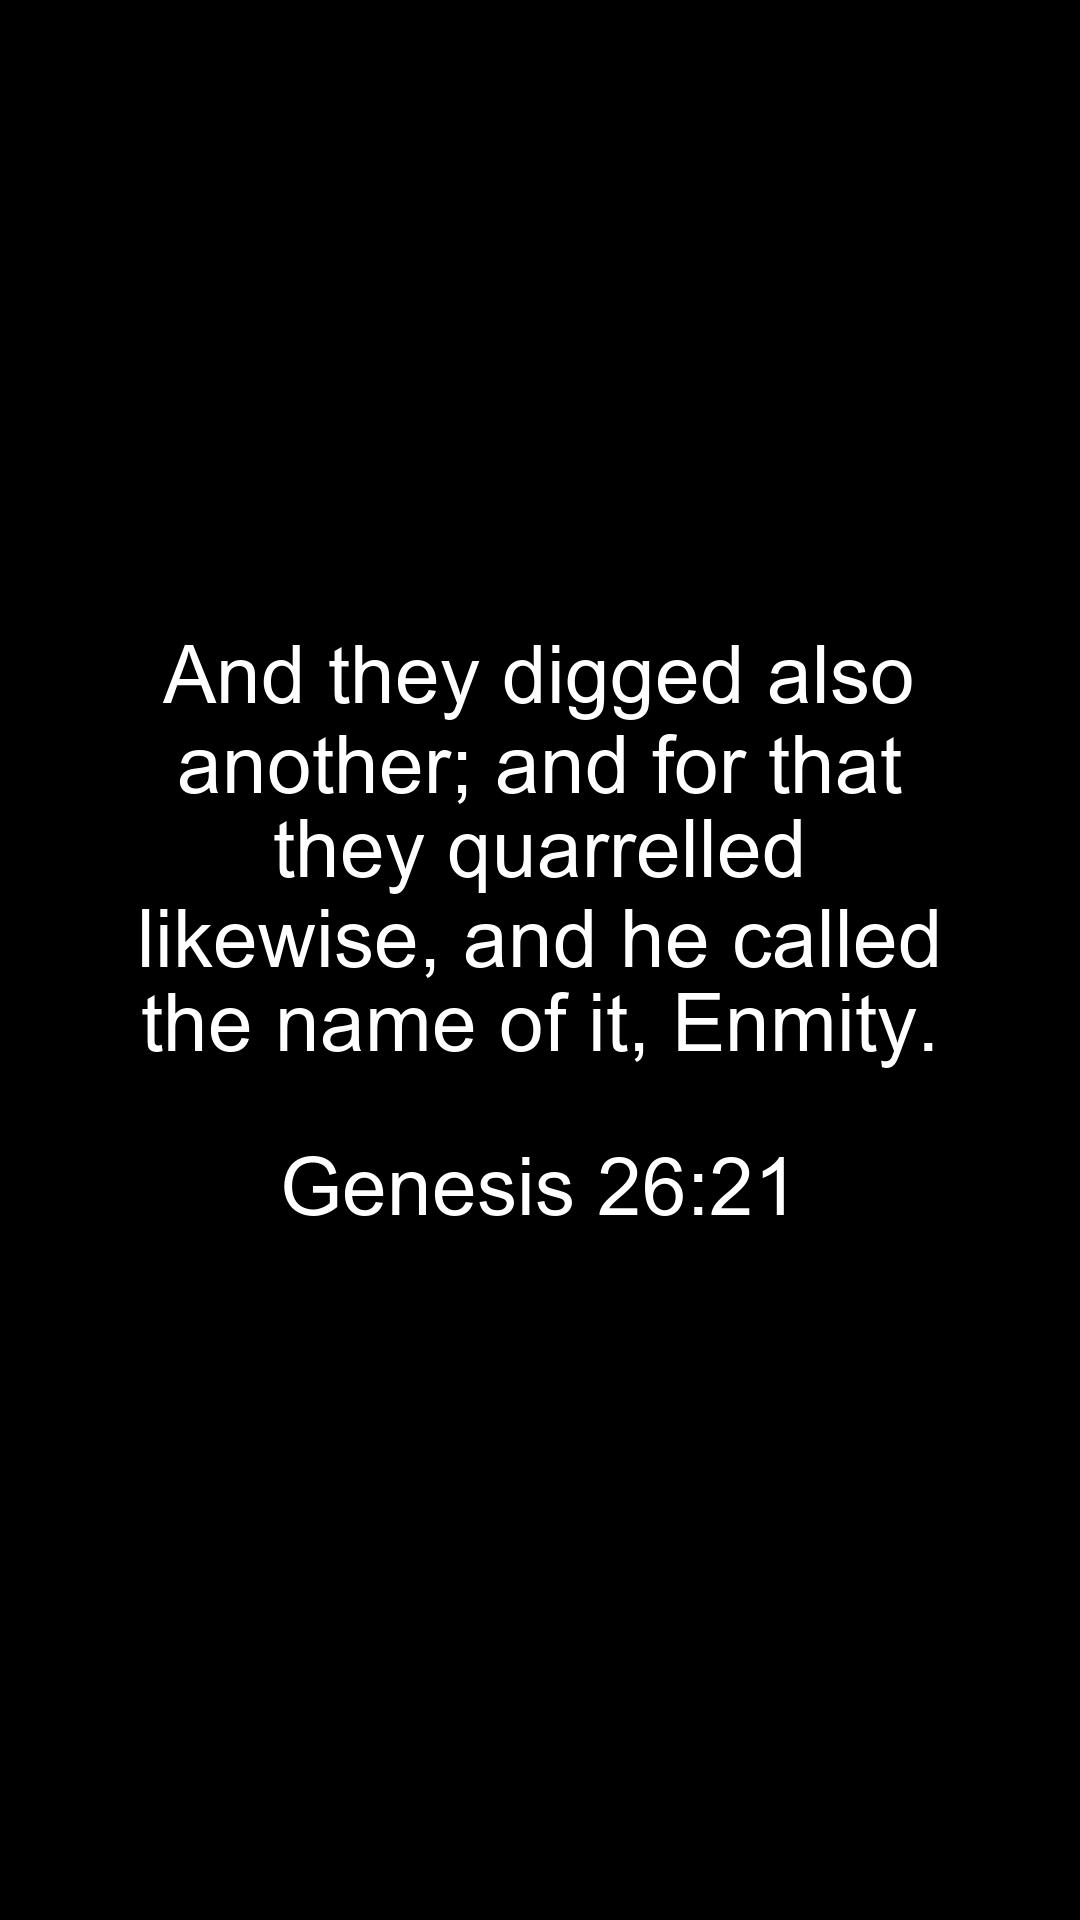 And they digged also
another; and for that
they quarrelled
likewise, and he called
the name of it, Enmity.
Genesis 26:21